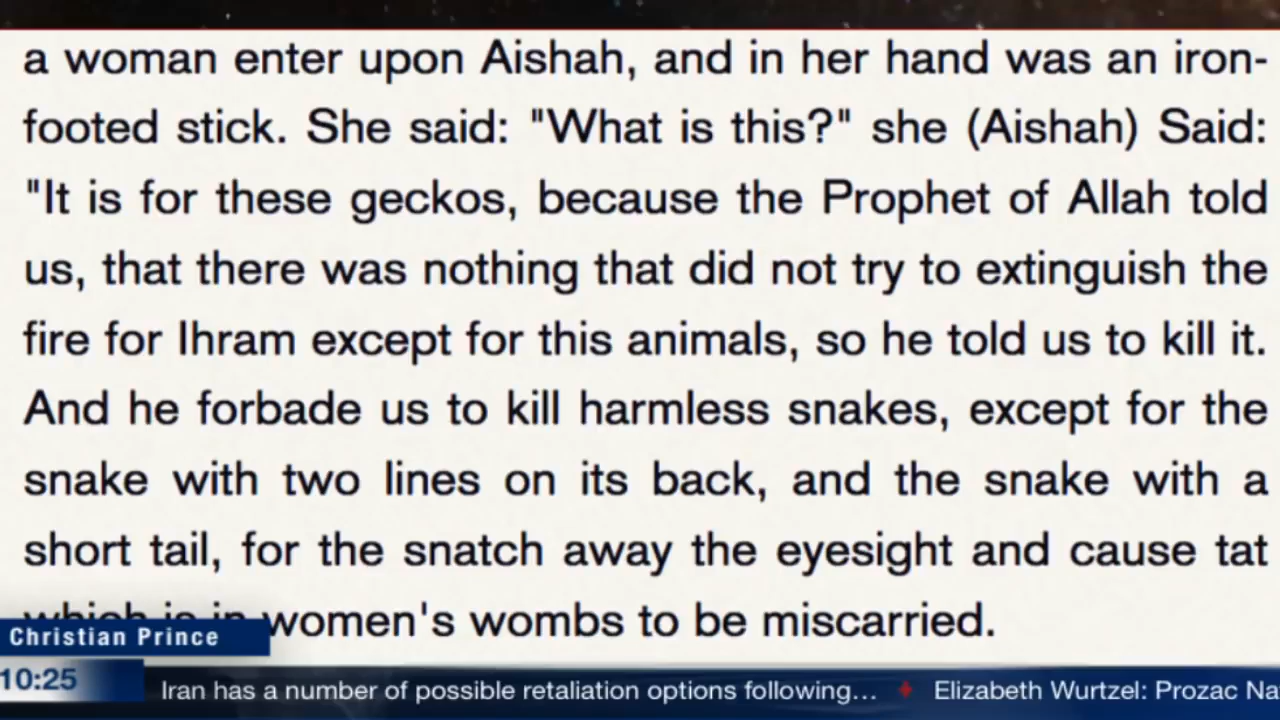 a woman enter upon Aishah, and in her hand was an iron-
footed stick. She said: "What is this?" she (Aishah) Said:
"It is for these geckos, because the Prophet of Allah told
us, that there was nothing that did not try to extinguish the
fire for Ihram except for this animals, so he told us to kill it.
And he forbade us to kill harmless snakes, except for the
snake with two lines on its back, and the snake with a
short tail, for the snatch away the eyesight and cause tat
which is in women's wombs to be miscarried.
Christian Prince
10:25
Iran has a number of possible retaliation options following... ♦ Elizabeth Wurtzel: Prozac Na